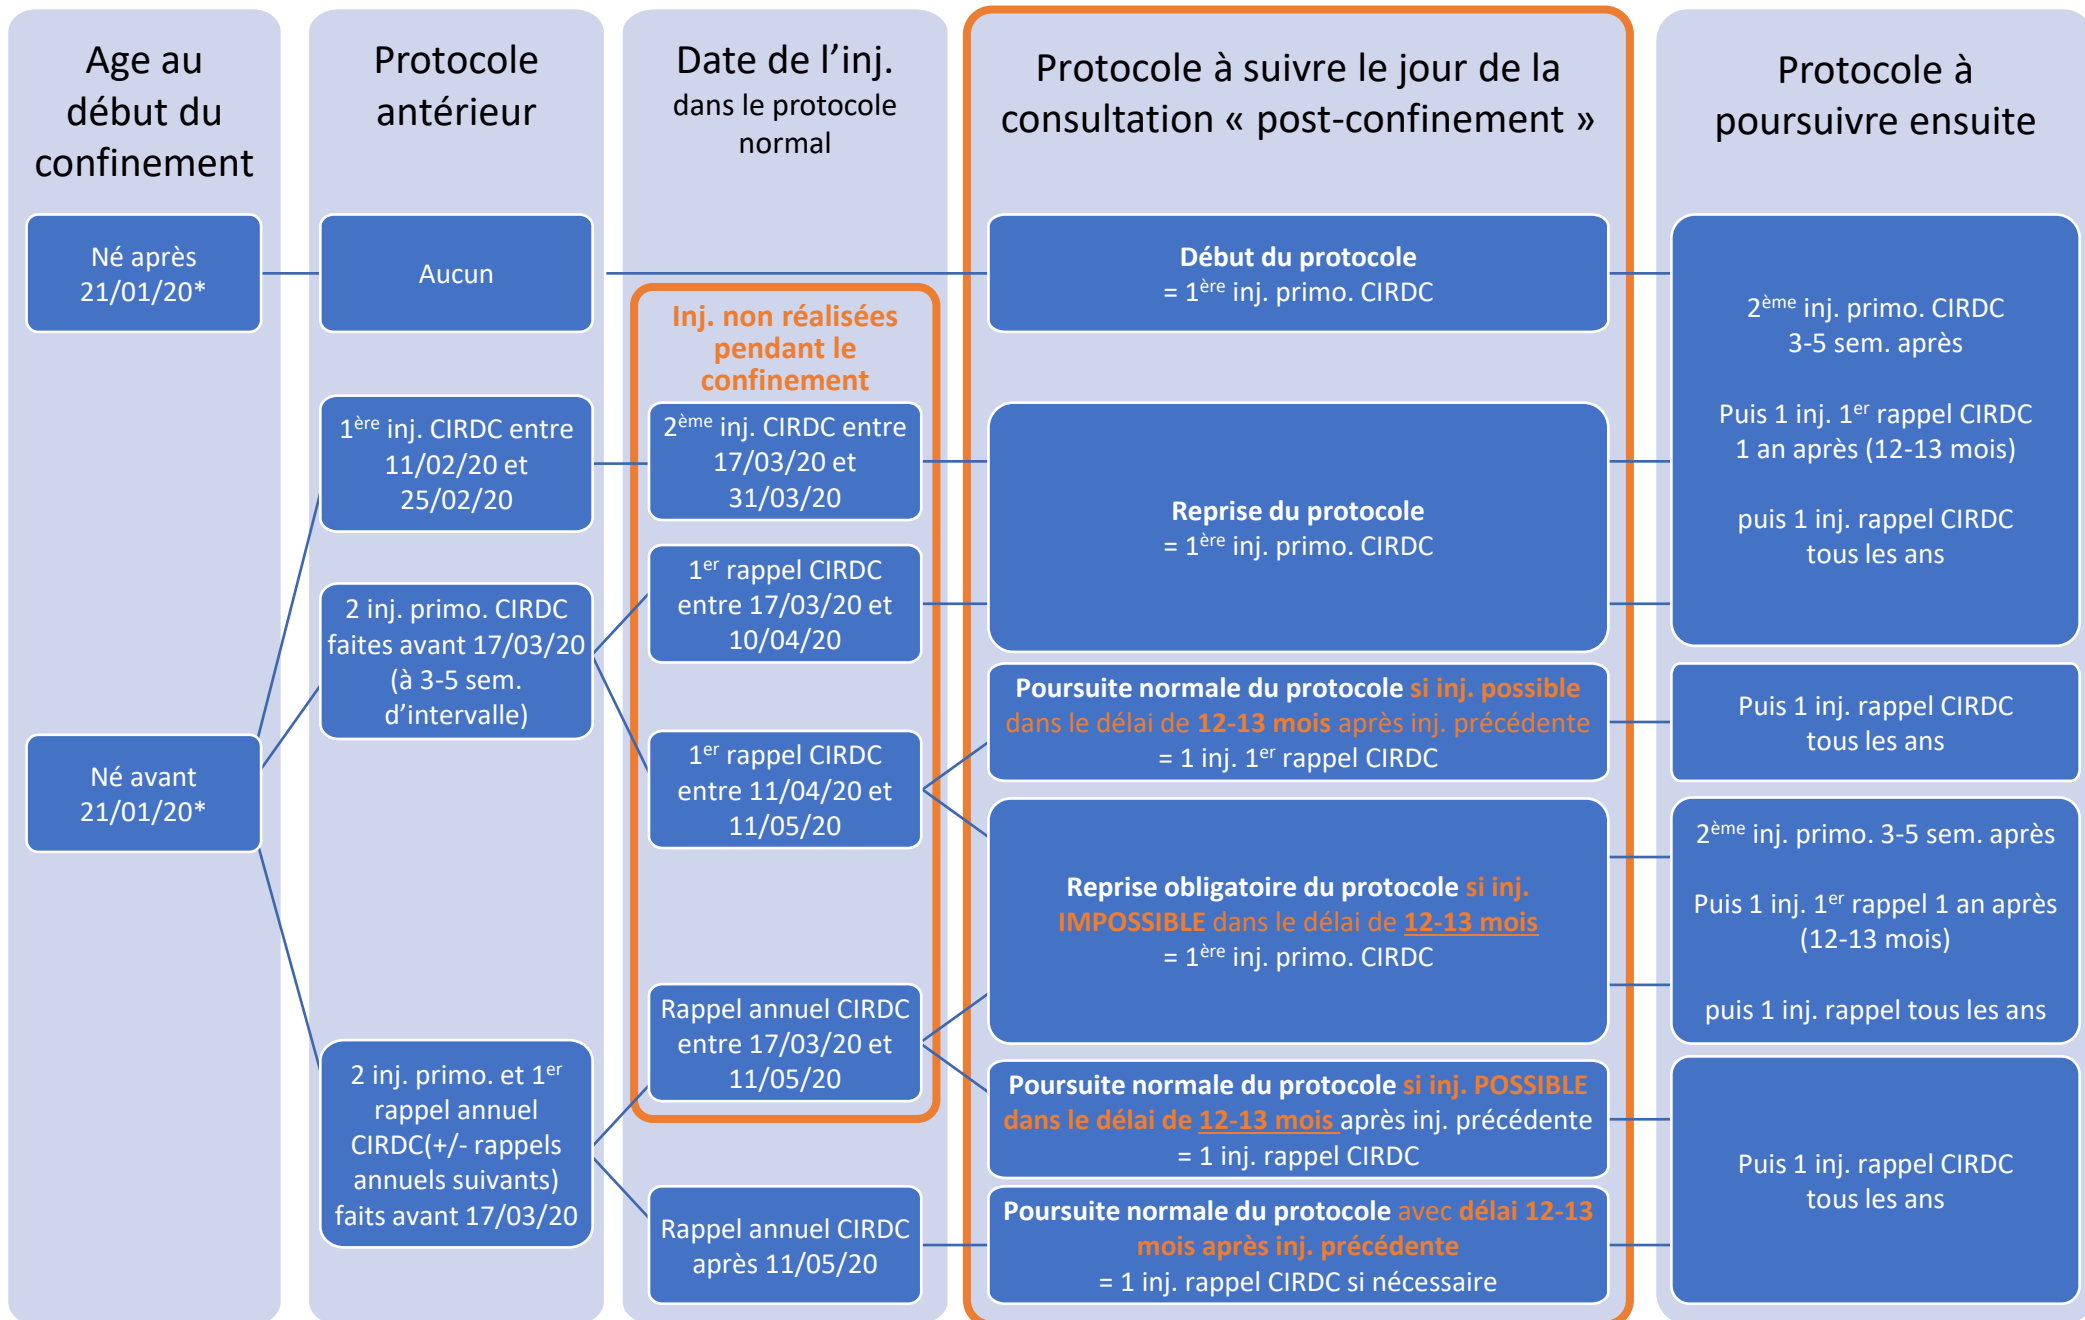 Age au
début du
confinement
Protocole
antérieur
Date de l’inj.
dans le protocole
normal
Protocole à suivre le jour de la
consultation « post-confinement »
Protocole à
poursuivre ensuite
Né après
21/01/20*
Aucun
Début du protocole
= 1ère inj. primo. CIRDC
2ème inj. primo. CIRDC
3-5 sem. après
Puis 1 inj. 1er rappel CIRDC
1 an après (12-13 mois)
puis 1 inj. rappel CIRDC
tous les ans
Inj. non réalisées
pendant le
confinement
1ère inj. CIRDC entre
11/02/20 et
25/02/20
2ème inj. CIRDC entre
17/03/20 et
31/03/20
Reprise du protocole
= 1ère inj. primo. CIRDC
2 inj. primo. CIRDC
faites avant 17/03/20
(à 3-5 sem.
d’intervalle)
1er rappel CIRDC
entre 17/03/20 et
10/04/20
Né avant
21/01/20*
1er rappel CIRDC
entre 11/04/20 et
11/05/20
Poursuite normale du protocole si inj. possible
dans le délai de 12-13 mois après inj. précédente
= 1 inj. 1er rappel CIRDC
Puis 1 inj. rappel CIRDC
tous les ans
Reprise obligatoire du protocole si inj.
IMPOSSIBLE dans le délai de 12-13 mois
= 1ère inj. primo. CIRDC
2ème inj. primo. 3-5 sem. après
Puis 1 inj. 1er rappel 1 an après
(12-13 mois)
puis 1 inj. rappel tous les ans
2 inj. primo. et 1er
rappel annuel
CIRDC(+/- rappels
annuels suivants)
faits avant 17/03/20
Rappel annuel CIRDC
entre 17/03/20 et
11/05/20
Poursuite normale du protocole si inj. POSSIBLE
dans le délai de 12-13 mois après inj. précédente
= 1 inj. rappel CIRDC
Rappel annuel CIRDC
après 11/05/20
Poursuite normale du protocole avec délai 12-13
mois après inj. précédente
= 1 inj. rappel CIRDC si nécessaire
Puis 1 inj. rappel CIRDC
tous les ans